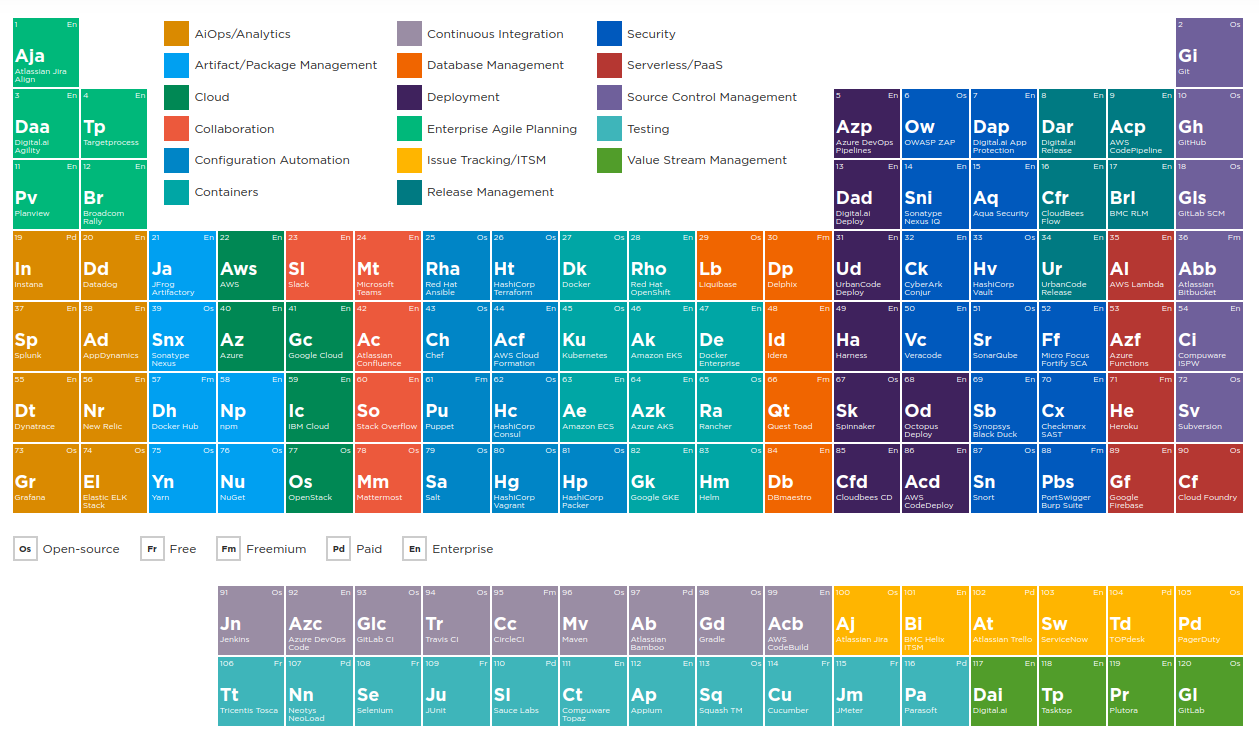 1 En
Aja
Atlassian Jira
Align
AiOps/Analytics
Continuous Integration
Security
2 Os
Gi
Git
Artifact/Package Management
Database Management
Serverless/PaaS
Cloud
Deployment
Source Control Management
Collaboration
Enterprise Agile Planning
Testing
Configuration Automation
Issue Tracking/ITSM
Value Stream Management
Containers
Release Management
3 En
Daa
Digital.ai
Agility
4 En
Tp
Targetprocess
5 En
Azp
Azure DevOps
Pipelines
6 Os
Ow
OWASP ZAP
7 En
Dap
Digital.ai App
Protection
8 En
Dar
Digital.ai
Release
9 En
Acp
AWS
CodePipeline
10 Os
Gh
GitHub
11 En
Pv
Planview
12 En
Br
Broadcom
Rally
13 En
Dad
Digital.ai
Deploy
14 En
Sni
Sonatype
Nexus IQ
15 En
Aq
Aqua Security
16 En
Cfr
CloudBees
Flow
17 En
Brl
BMC RLM
18 Os
Gls
GitLab SCM
19 Pd
In
Instana
20 En
Dd
Datadog
21 En
Ja
JFrog
Artifactory
22 En
Aws
AWS
23 En
Sl
Slack
24 En
Mt
Microsoft
Teams
25 Os
Rha
Red Hat
Ansible
26 Os
Ht
HashiCorp
Terraform
27 Os
Dk
Docker
28 En
Rho
Red Hat
OpenShift
29 Os
Lb
Liquibase
30 Fm
Dp
Delphix
31 En
Ud
UrbanCode
Deploy
32 En
Ck
CyberArk
Conjur
33 Os
Hv
HashiCorp
Vault
34 En
Ur
UrbanCode
Release
35 En
Al
AWS Lambda
36 Fm
Abb
Atlassian
Bitbucket
37 En
Sp
Splunk
38 En
Ad
AppDynamics
39 Os
Snx
Sonatype
Nexus
40 En
Az
Azure
41 En
Gc
Google Cloud
42 En
Ac
Atlassian
Confluence
43 Os
Ch
Chef
44 En
Acf
AWS Cloud
Formation
45 Os
Ku
Kubernetes
46 En
Ak
Amazon EKS
47 En
De
Docker
Enterprise
48 En
Id
Idera
49 En
Ha
Harness
50 En
Vc
Veracode
51 Os
Sr
SonarQube
52 En
Ff
Micro Focus
Fortify SCA
53 En
Azf
Azure
Functions
54 En
Cl
Compuware
ISPW
55 En
Dt
Dynatrace
56 En
Nr
New Relic
57 Fm
Dh
Docker Hub
58 En
Np
npm
59 En
Ic
IBM Cloud
60 En
So
Stack Overflow
61 Fm
Pu
Puppet
62 Os
Hc
HashiCorp
Consul
63 En
Ae
Amazon ECS
64 En
Azk
Azure AKS
65 Os
Ra
Rancher
66 Fm
Qt
Quest Toad
67 Os
Sk
Spinnaker
68 En
Od
Octopus
Deploy
69 En
Sb
Synopsys
Black Duck
70 En
Cx
Checkmarx
SAST
71 Fm
He
Heroku
72 Os
Sv
Subversion
73 Os
Gr
Grafana
74 Os
El
Elastic ELK
Stack
75 Os
Yn
Yarn
76 Os
Nu
NuGet
77 Os
Os
OpenStack
78 Os
Mm
Mattermost
79 Os
Sa
Salt
80 Os
Hg
HashiCorp
Vagrant
81 Os
Hp
HashiCorp
Packer
82 En
Gk
Google GKE
83 Os
Hm
Helm
84 En
Db
DBmaestro
85 En
Cfd
Cloudbees CD
86 En
Acd
AWS
CodeDeploy
87 Os
Sn
Snort
88 Fm
Pbs
PortSwigger
Burp Suite
89 En
Gf
Google
Firebase
90 Os
Cf
Cloud Foundry
Os Open-source
Fr Free
Fm Freemium
Pd Paid
En Enterprise
91 Os
Jn
Jenkins
92 En
Azc
Azure DevOps
Code
93 Os
Glc
GitLab CI
94 Os
Tr
Travis CI
95 Fm
Cc
CircleCI
96 Os
Mv
Maven
97 Pd
Ab
Atlassian
Bamboo
98 Os
Gd
Gradle
99 En
Acb
AWS
CodeBuild
100 Os
Aj
Atlassian Jira
101 En
Bi
BMC Helix
ITSM
102 Pd
At
Atlassian Trello
103 En
Sw
ServiceNow
104 Pd
Td
TOPdesk
105 Os
Pd
PagerDuty
106 Fr
Tt
Tricentis Tosca
107 Pd
Nn
Neotys
NeoLoad
108 Fr
Se
Selenium
109 Fr
Ju
JUnit
110 Pd
Sl
Sauce Labs
111 En
Ct
Compuware
Topaz
112 En
Ap
Appium
113 Os
Sq
Squash TM
114 Fr
Cu
Cucumber
115 Fr
Jm
JMeter
116 Pd
Pa
Parasoft
117 En
Dai
Digital.ai
118 En
Tp
Tasktop
119 En
Pr
Plutora
120 Os
Gl
GitLab